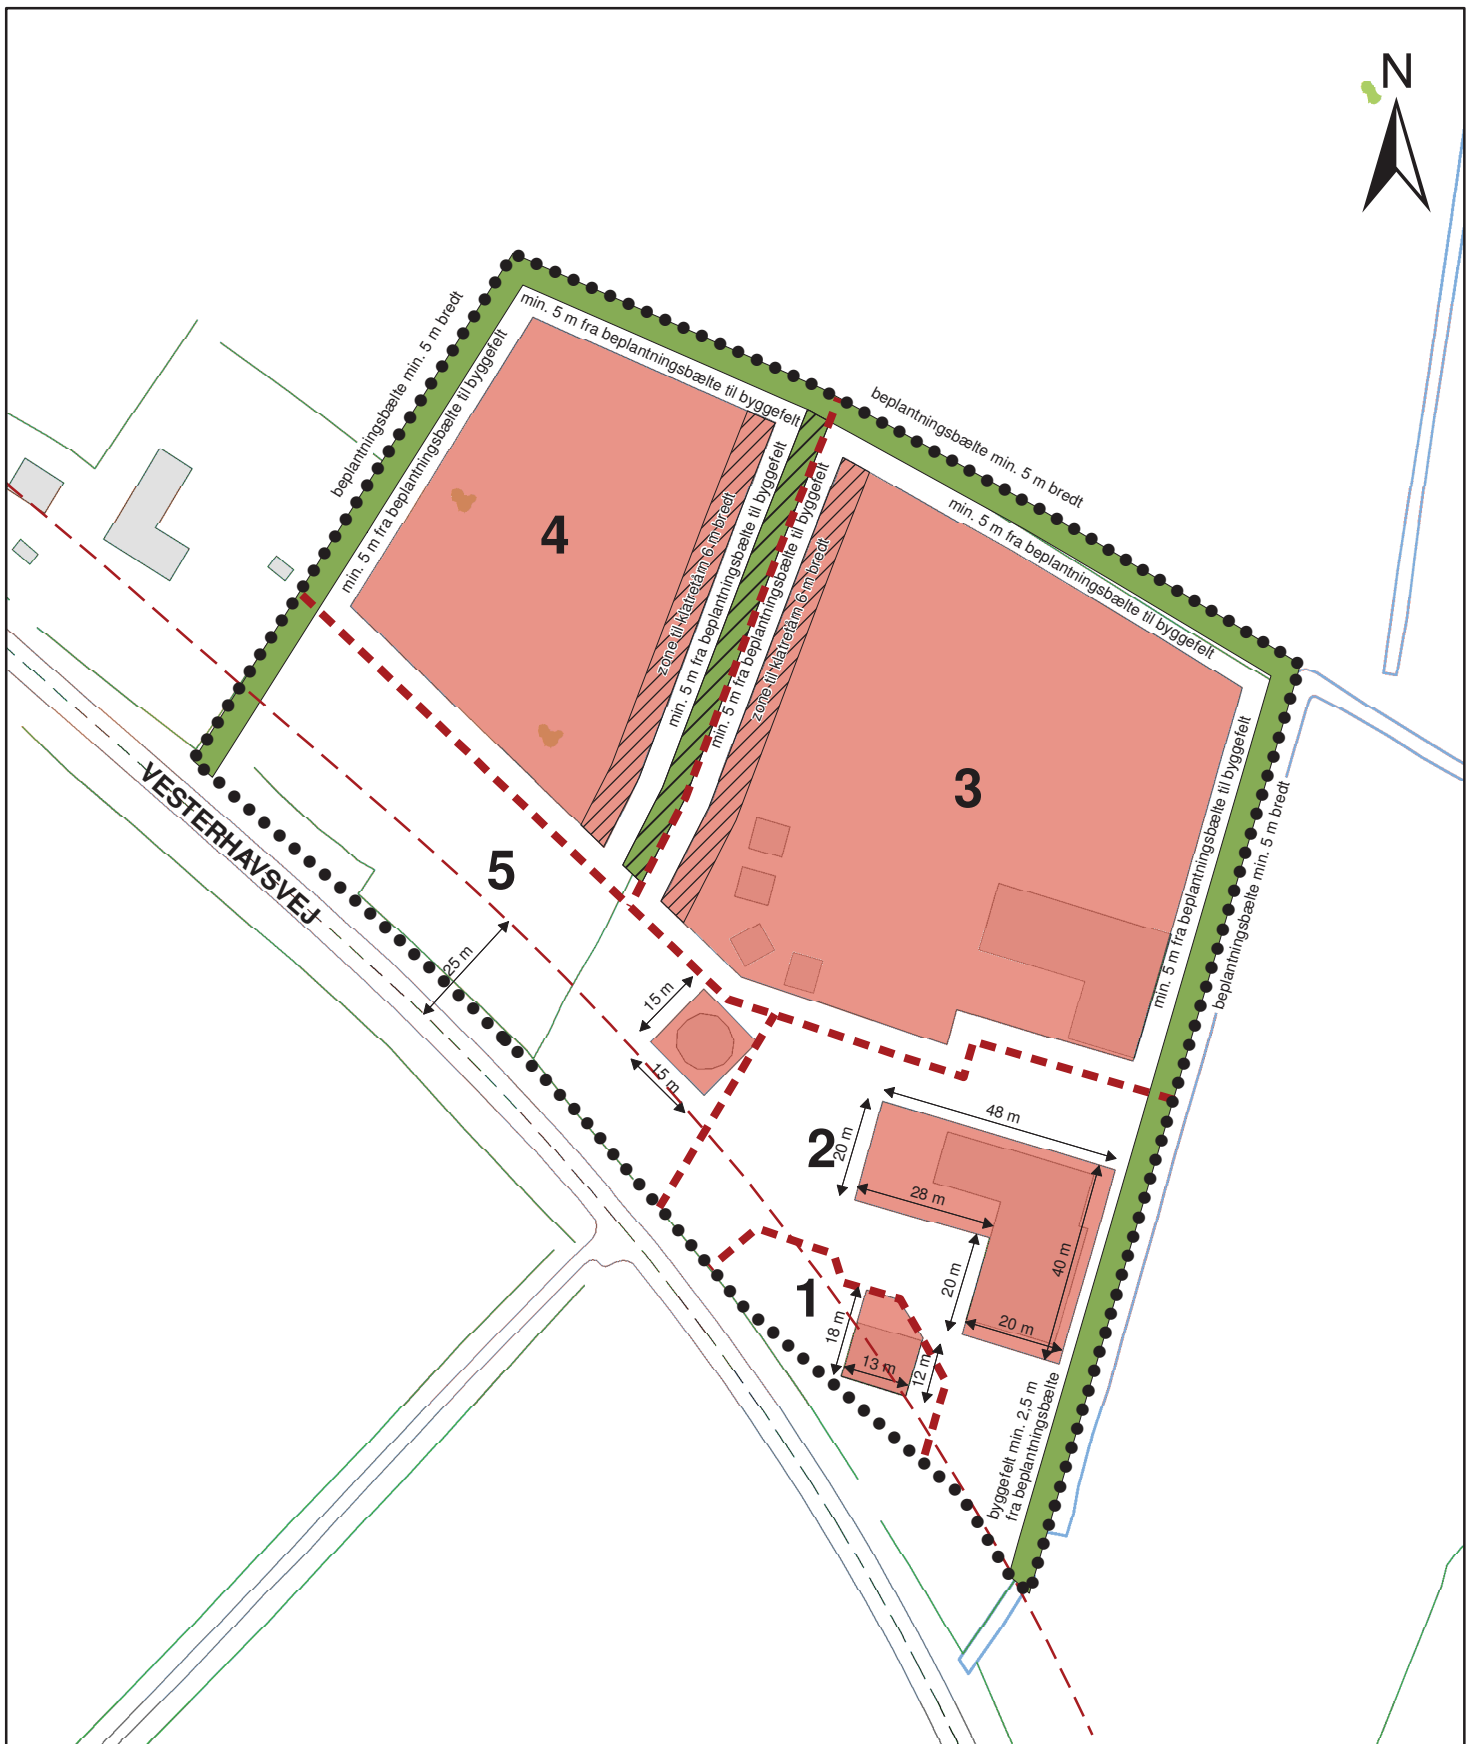 N
beplantningsbælte min. 5 m bredt
min. 5 m fra beplantningsbælte til byggefelt
min. 5 m fra beplantningsbælte til byggefelt
beplantningsbælte min. 5 m bredt
min. 5 m fra beplantningsbælte til byggefelt
4
zone til klatretårn 6 m bredt
min. 5 m fra beplantningsbælte til byggefelt
min. 5 m fra beplantningsbælte til byggefelt
zone til klatretårn 6 m bredt
3
min. 5 m fra beplantningsbælte til byggefelt
beplantningsbælte min. 5 m bredt
VESTERHAVSVEJ
5
25 m
15 m
15 m
2
48 m
20 m
28 m
40 m
20 m
20 m
1
18 m
13 m
12 m
byggefelt min. 2,5 m
fra beplantningsbælte